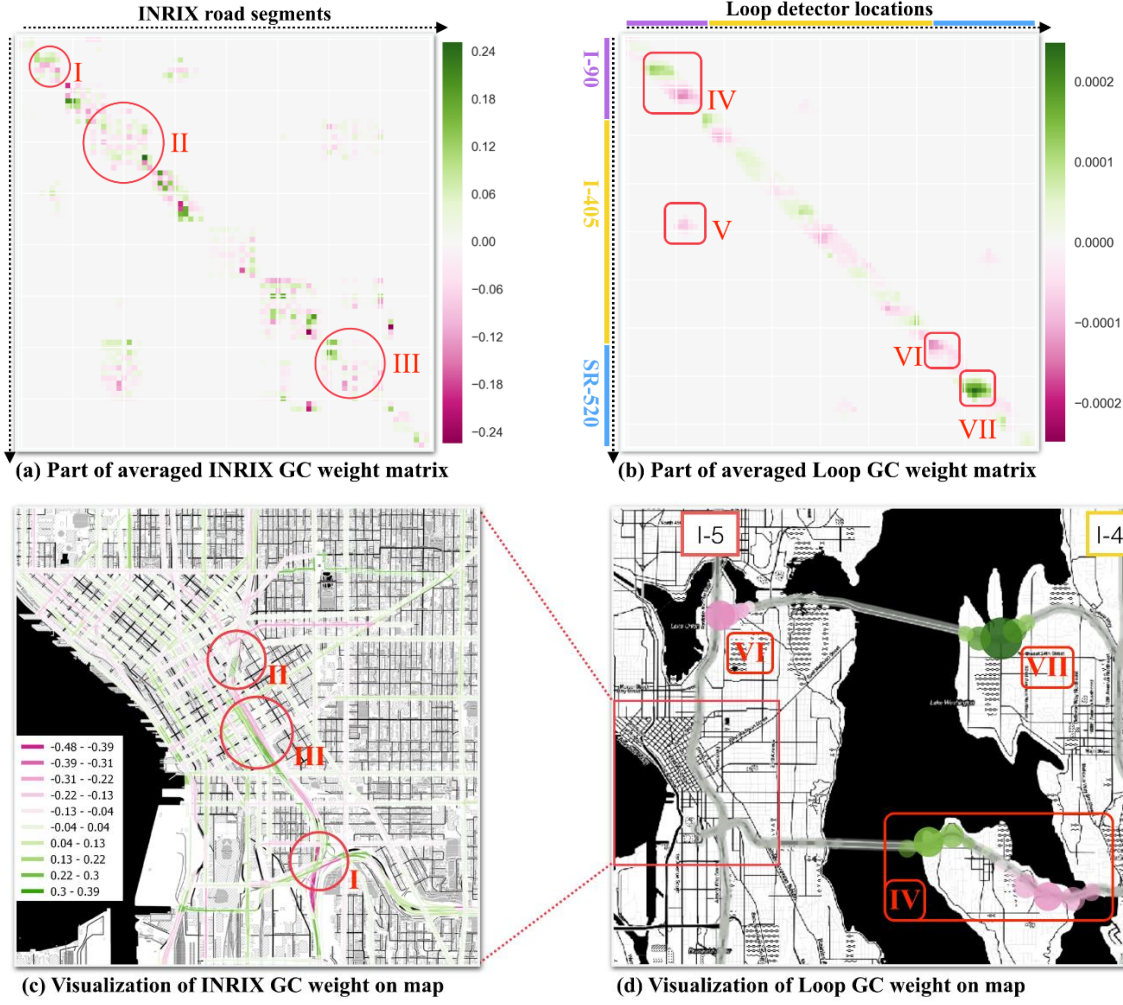 INRIX road segments
Loop detector locations
I
II
III
0.24
0.18
0.12
0.06
0.00
−0.06
−0.12
−0.18
−0.24
I-90
I-405
SR-520
IV
V
VI
VII
0.0002
0.0001
0.0000
−0.0001
−0.0002
(a) Part of averaged INRIX GC weight matrix
(b) Part of averaged Loop GC weight matrix
II
III
I
-0.48 - -0.39
-0.39 - -0.31
-0.31 - -0.22
-0.22 - -0.13
-0.13 - -0.04
-0.04 - 0.04
0.04 - 0.13
0.13 - 0.22
0.22 - 0.3
0.3 - 0.39
I-5
I-4
VI
VII
Lake Washington
IV
(c) Visualization of INRIX GC weight on map
(d) Visualization of Loop GC weight on map